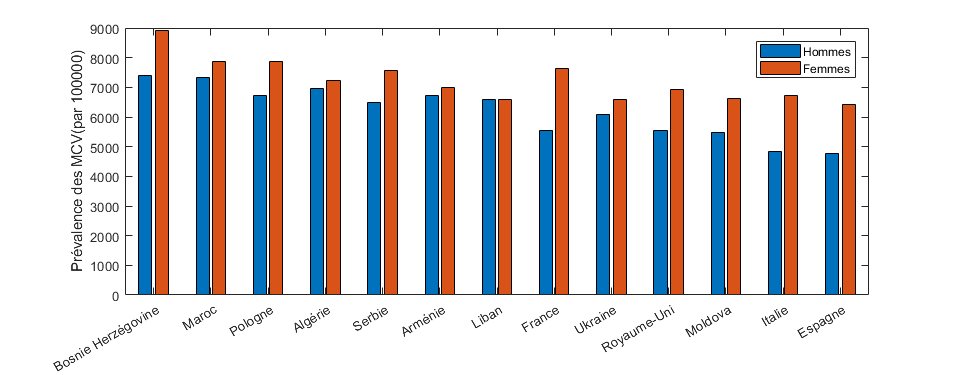 9000
8000
7000
6000
5000
4000
3000
2000
1000
0
Prévalence des MCV(par 100000)
Hommes
Femmes
Bosnie Herzégovine
Maroc
Pologne
Algérie
Serbie
Arménie
Liban
France
Ukraine
Royaume-Uni
Moldova
Italie
Espagne